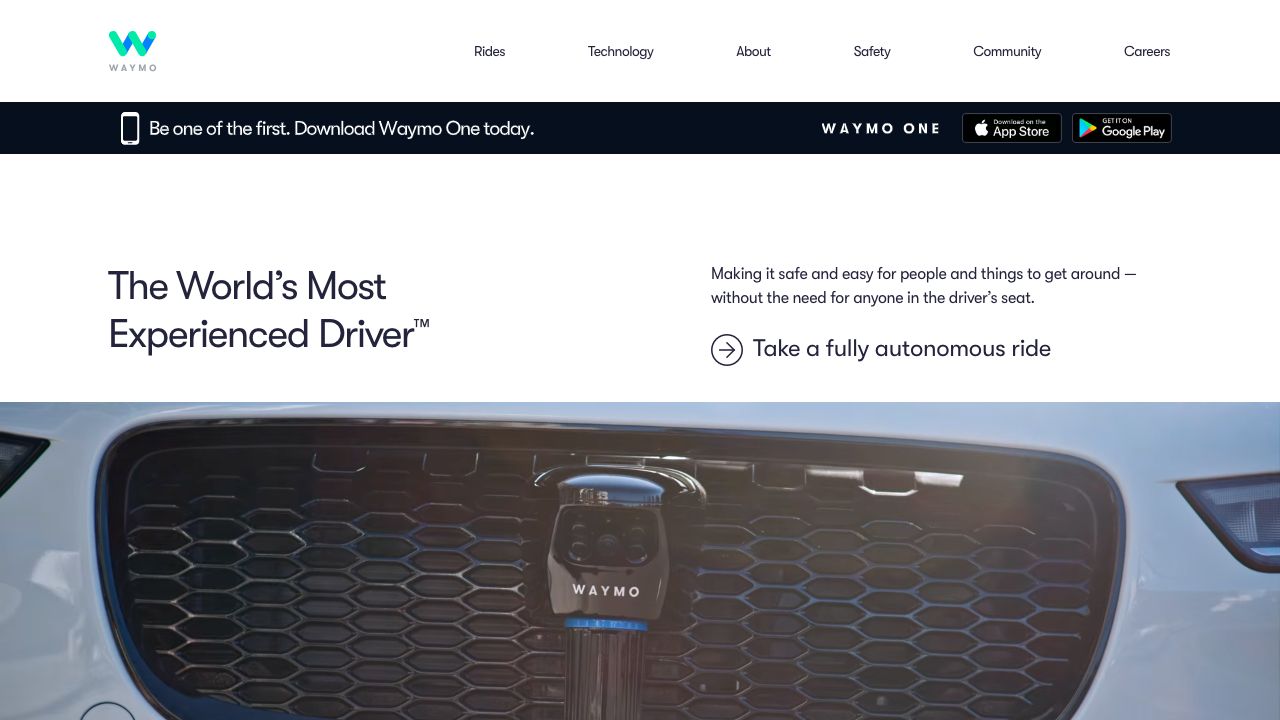 WAYMO
Rides
Technology
About
Safety
Community
Careers
Be one of the first. Download Waymo One today.
WAYMO ONE
Download on the
App Store
GET IT ON
Google Play
The World’s Most
Experienced Driver™
Making it safe and easy for people and things to get around —
without the need for anyone in the driver’s seat.
Take a fully autonomous ride
WAYMO